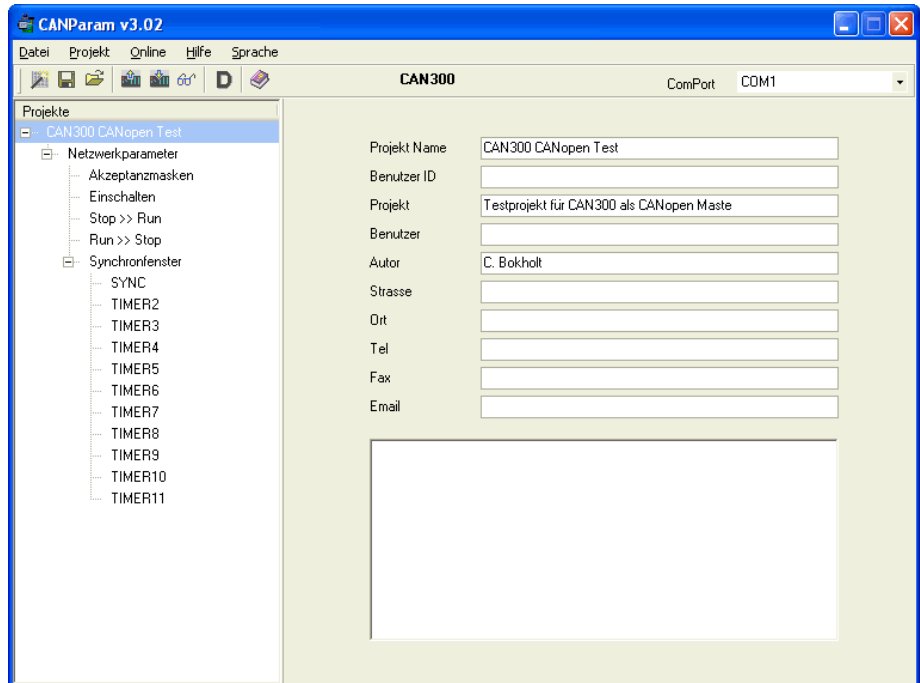 CANParam v3.02
Datei Projekt Online Hilfe Sprache
D CAN300 ComPort COM1
Projekte
CAN300 CANopen Test
Netzwerkparameter
Akzeptanzmasken
Einschalten
Stop >> Run
Run >> Stop
Synchronfenster
SYNC
TIMER2
TIMER3
TIMER4
TIMER5
TIMER6
TIMER7
TIMER8
TIMER9
TIMER10
TIMER11
Projekt Name CAN300 CANopen Test
Benutzer ID
Projekt Testprojekt für CAN300 als CANopen Maste
Benutzer
Autor C. Bokholt
Strasse
Ort
Tel
Fax
Email